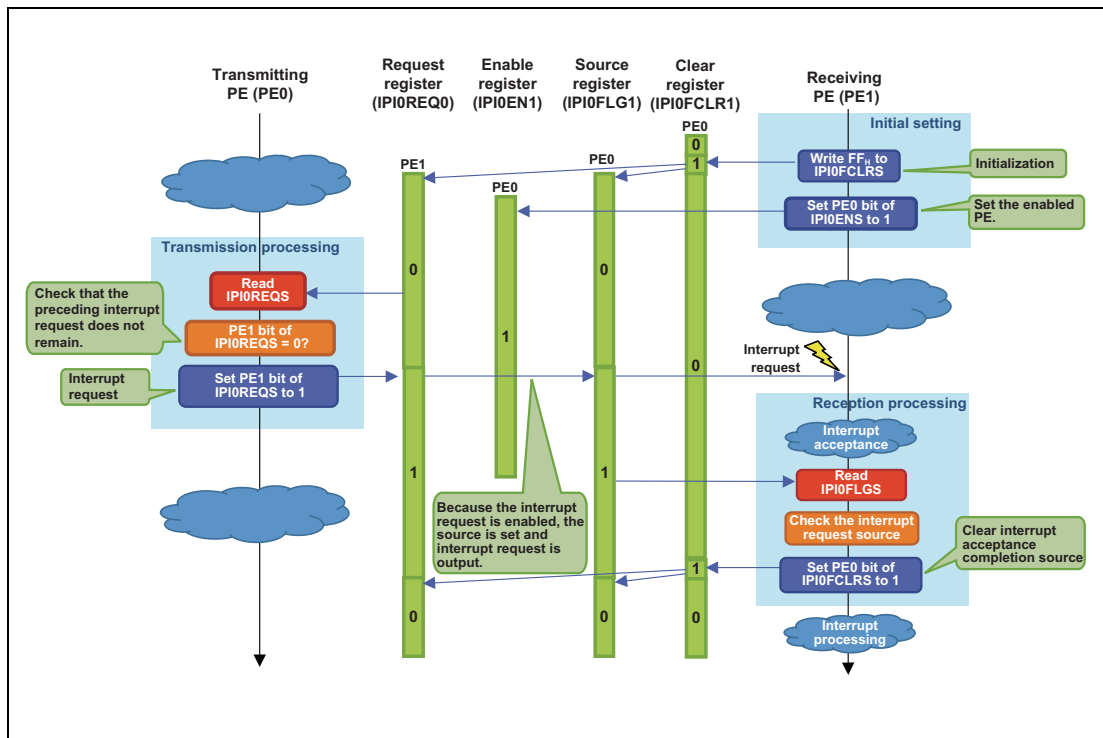 Transmitting
PE (PE0)
Request
register
(IPI0REQ0)
Enable
register
(IPI0EN1)
Source
register
(IPI0FLG1)
Clear
register
(IPI0FCLR1)
Receiving
PE (PE1)
PE0
Initial setting
0
1
Write FFH to
IPI0FCLRS
Initialization
PE1
PE0
PE0
Set PE0 bit of
IPI0ENS to 1
Set the enabled
PE.
Transmission processing
0
0
Read
IPI0REQS
Check that the
preceding interrupt
request does not
remain.
PE1 bit of
IPI0REQS = 0?
1
0
Interrupt
request
Interrupt
request
Set PE1 bit of
IPI0REQS to 1
Reception processing
Interrupt
acceptance
1
1
Read
IPI0FLGS
Because the interrupt
request is enabled, the
source is set and
interrupt request is
output.
Check the interrupt
request source
Clear interrupt
acceptance
completion source
1
Set PE0 bit of
IPI0FCLRS to 1
0
0
0
Interrupt
processing